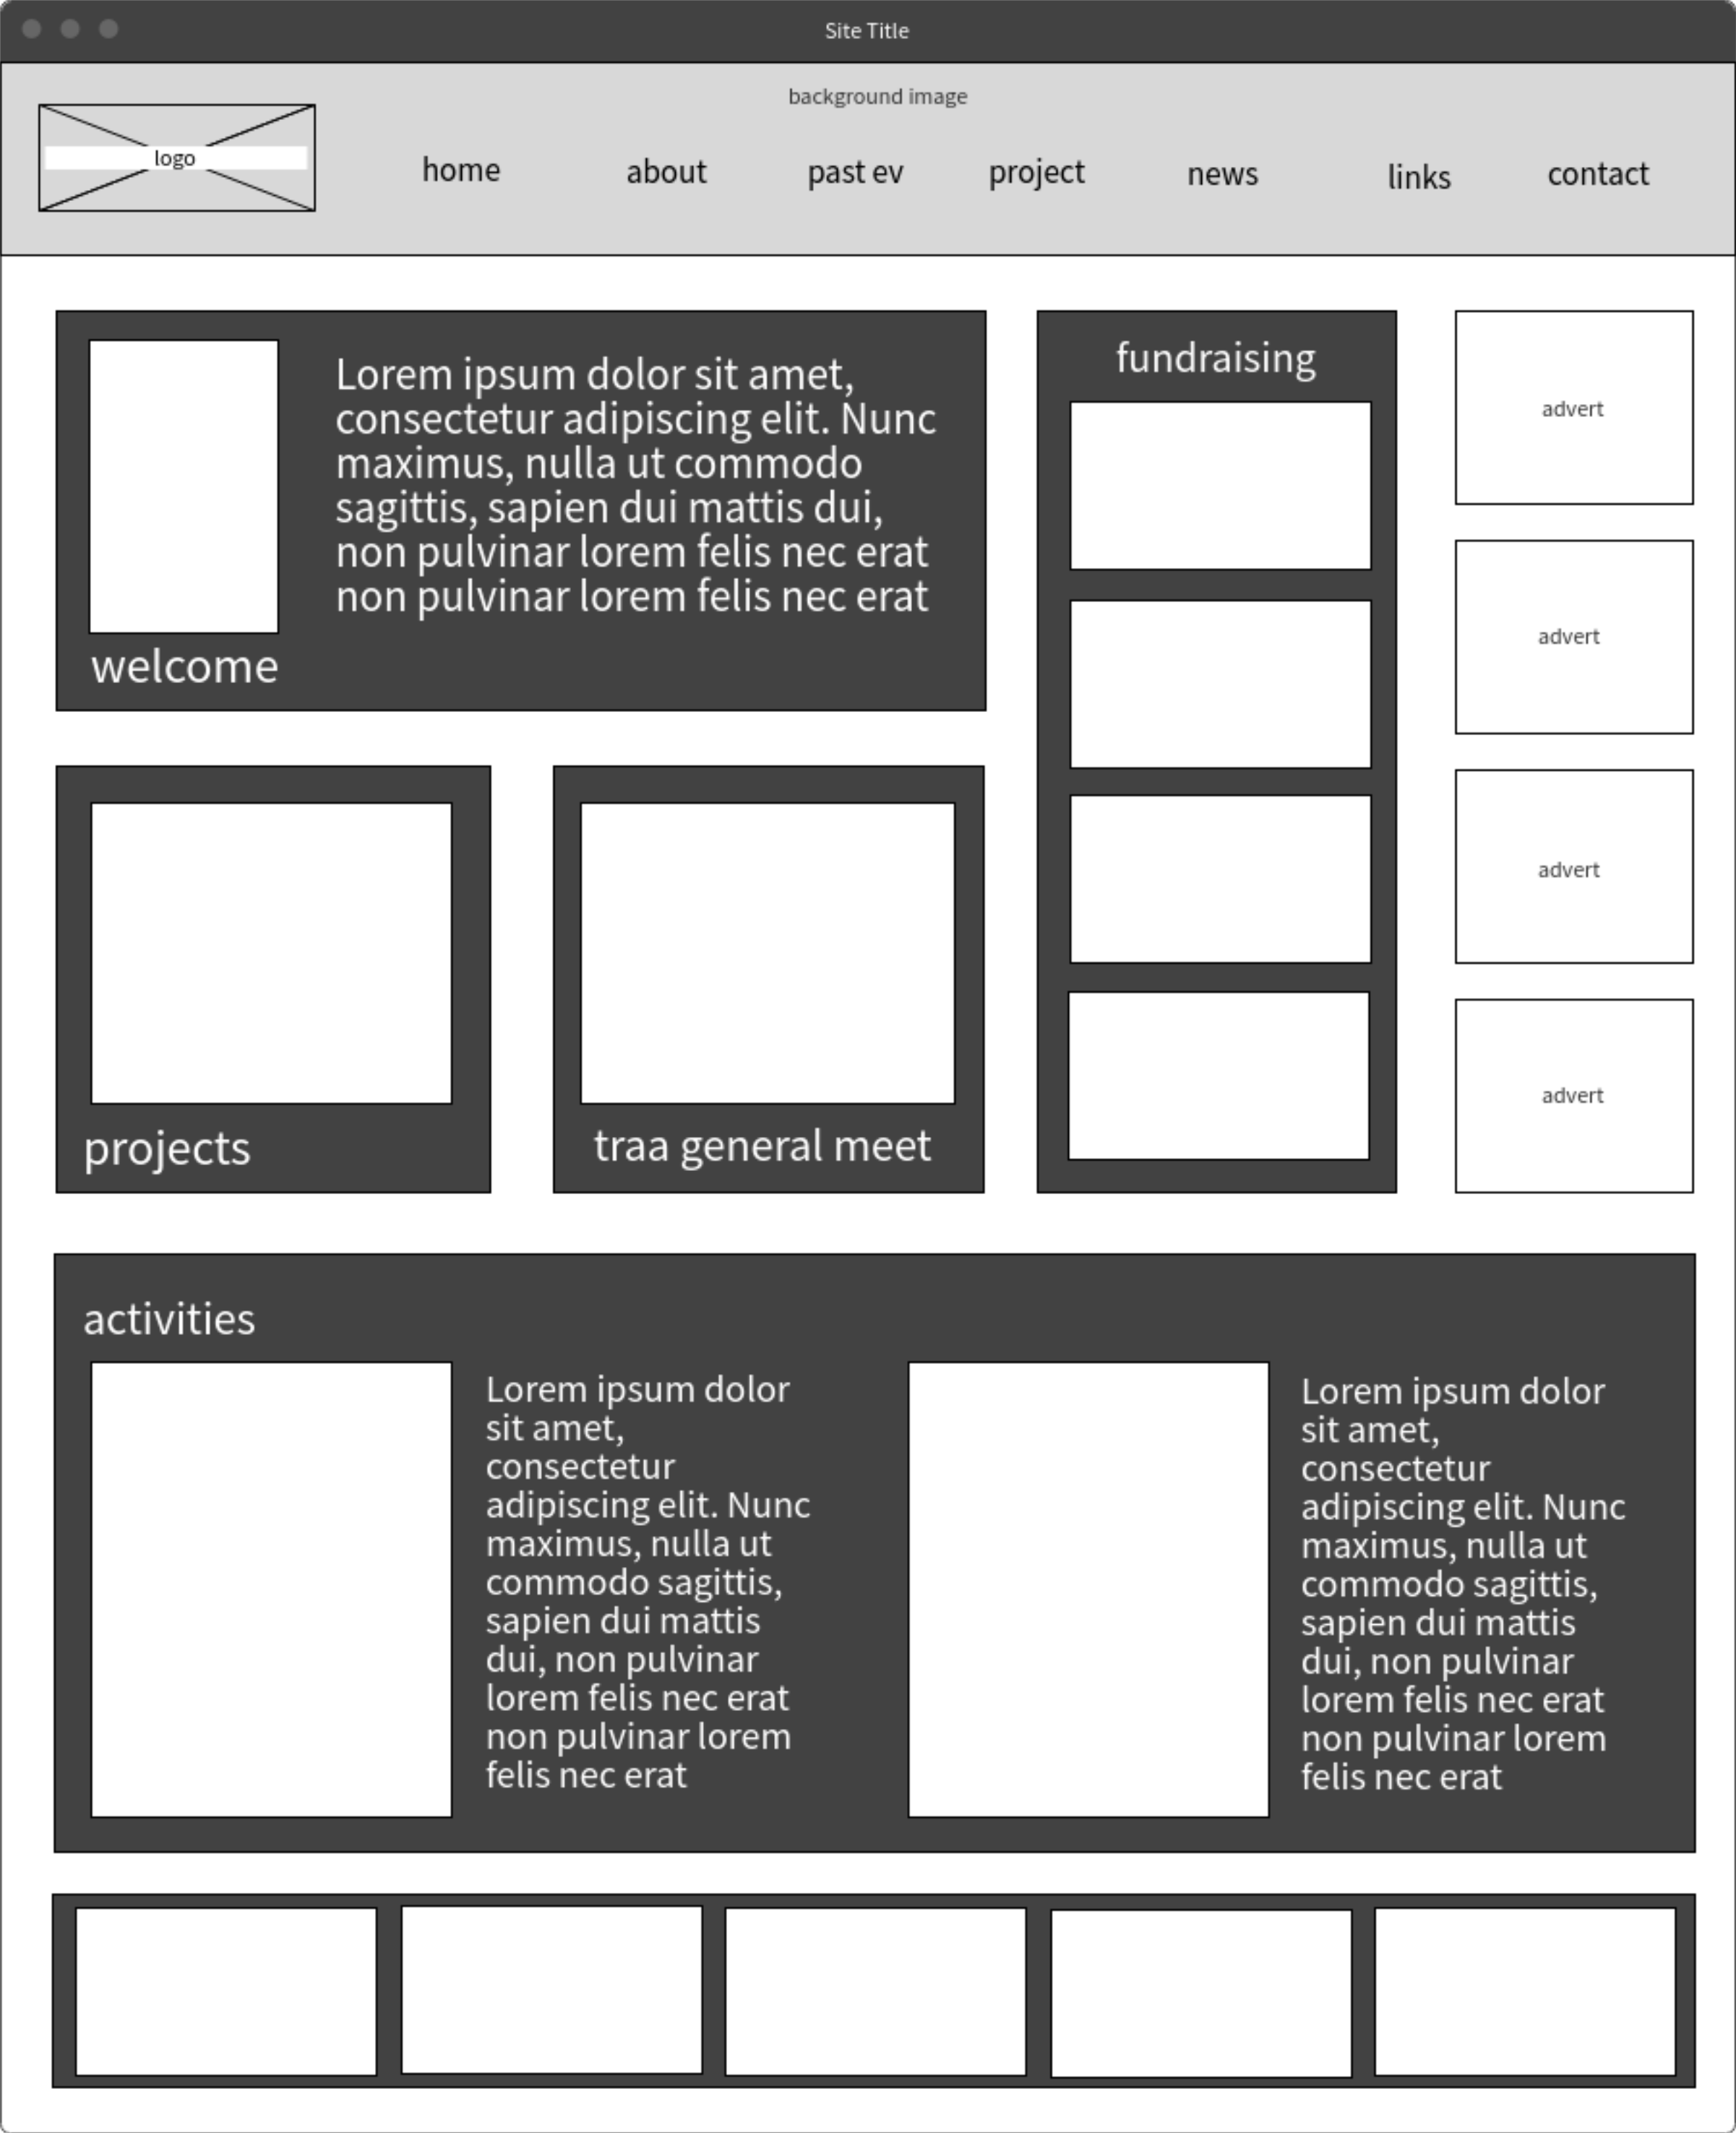 Site Title
background image
logo
home about past ev project news links contact
Lorem ipsum dolor sit amet,
consectetur adipiscing elit. Nunc
maximus, nulla ut commodo
sagittis, sapien dui mattis dui,
non pulvinar lorem felis nec erat
non pulvinar lorem felis nec erat
welcome
fundraising
advert
advert
advert
advert
projects
traa general meet
activities
Lorem ipsum dolor
sit amet,
consectetur
adipiscing elit. Nunc
maximus, nulla ut
commodo sagittis,
sapien dui mattis
dui, non pulvinar
lorem felis nec erat
non pulvinar lorem
felis nec erat
Lorem ipsum dolor
sit amet,
consectetur
adipiscing elit. Nunc
maximus, nulla ut
commodo sagittis,
sapien dui mattis
dui, non pulvinar
lorem felis nec erat
non pulvinar lorem
felis nec erat